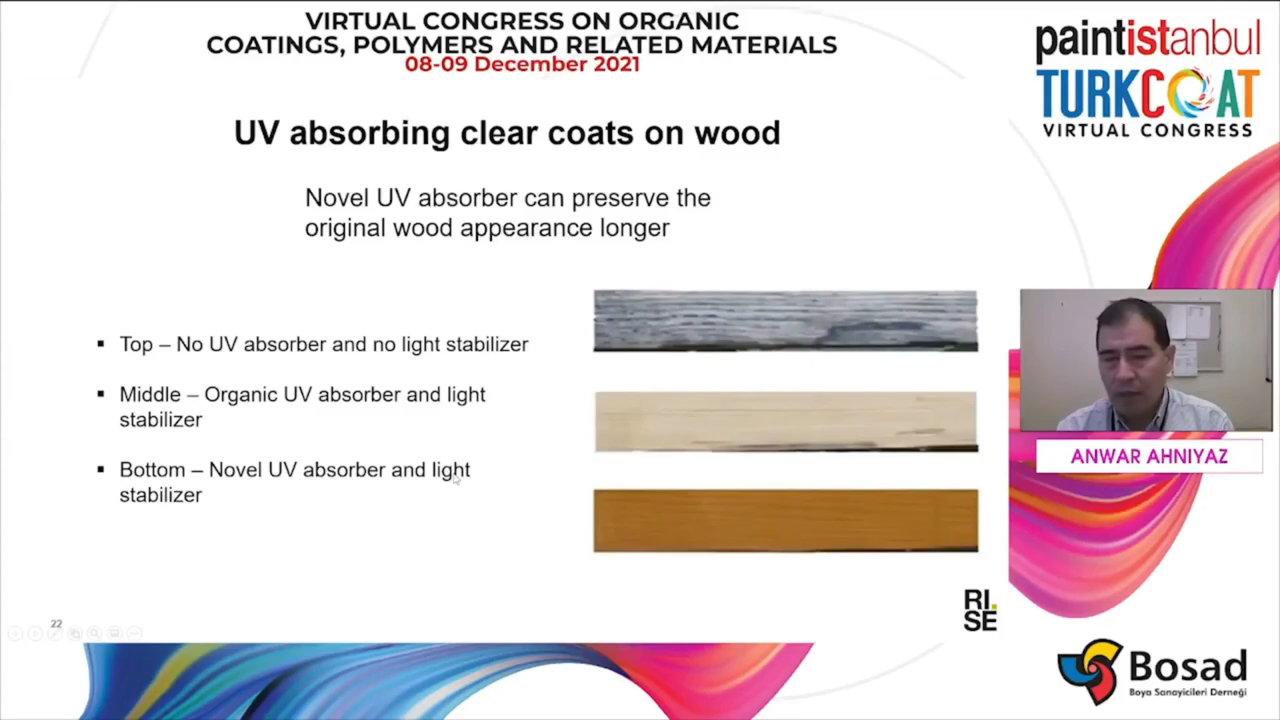 VIRTUAL CONGRESS ON ORGANIC
COATINGS, POLYMERS AND RELATED MATERIALS
08-09 December 2021
paintistanbul
TURKCOAT
VIRTUAL CONGRESS
UV absorbing clear coats on wood
Novel UV absorber can preserve the
original wood appearance longer
▪ Top – No UV absorber and no light stabilizer
▪ Middle – Organic UV absorber and light
stabilizer
▪ Bottom – Novel UV absorber and light
stabilizer
ANWAR AHNIYAZ
22
RI.
SE
Bosad
Boya Sanayicileri Derneği